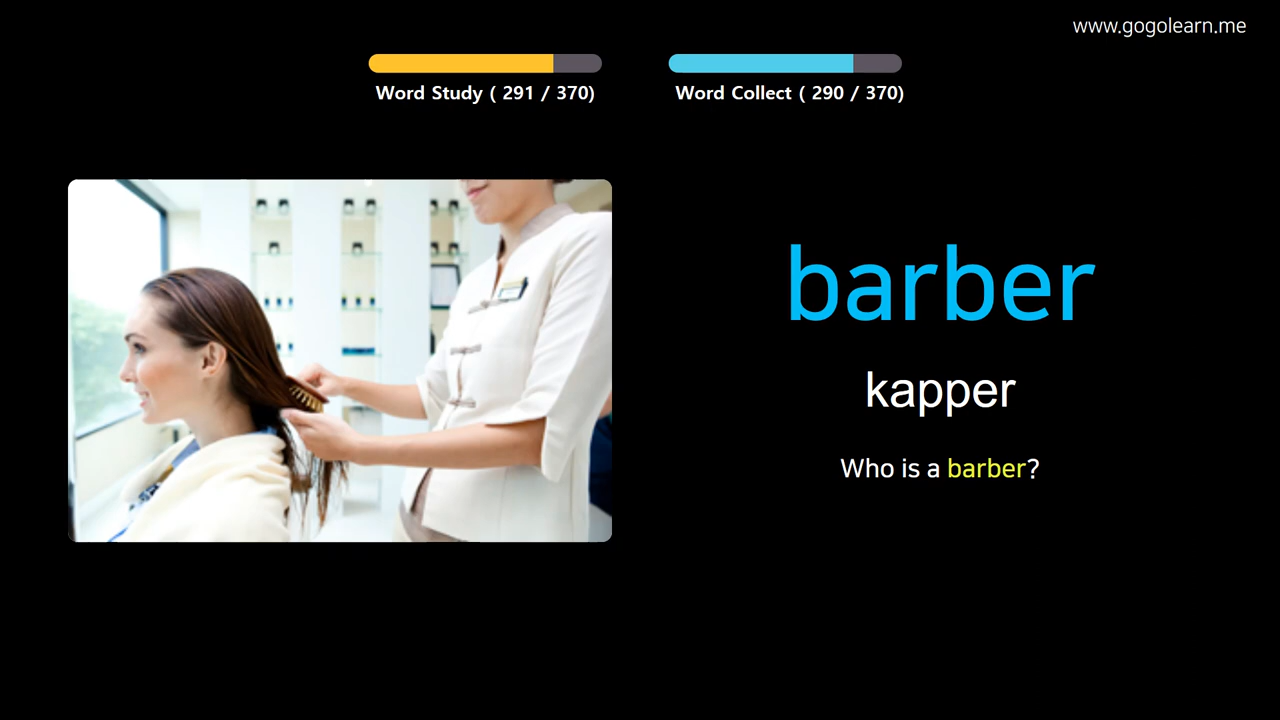 www.gogolearn.me
Word Study ( 291 / 370)
Word Collect ( 290 / 370)
barber
kapper
Who is a barber?